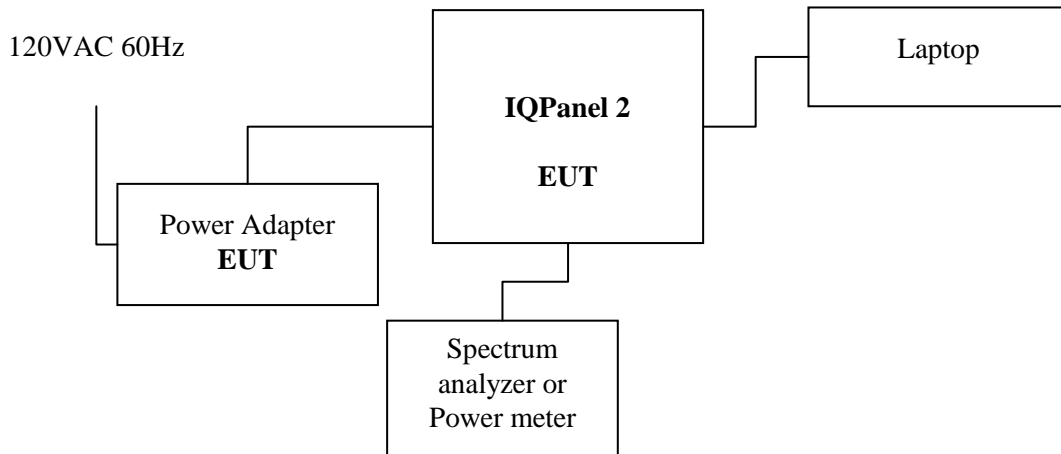 120VAC 60Hz
Laptop
IQPanel 2
EUT
Power Adapter
EUT
Spectrum
analyzer or
Power meter